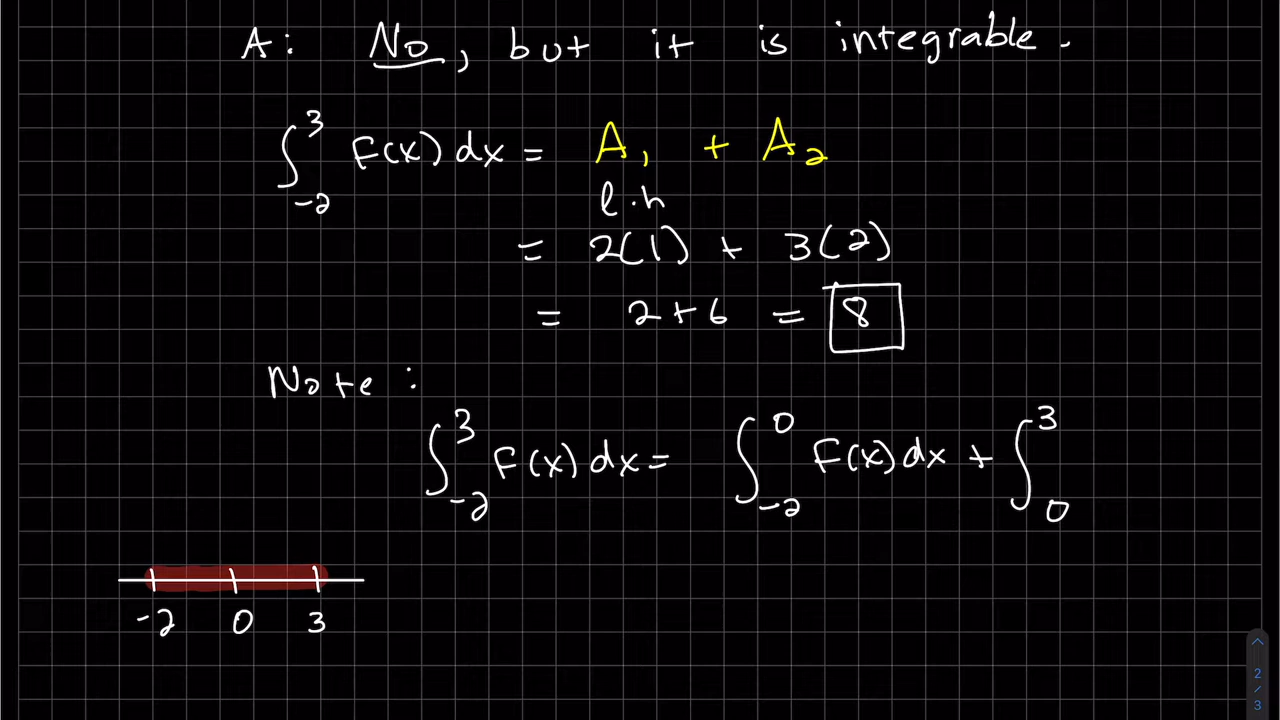 A: No, but it is integrable.
∫_{-2}^{3} f(x) dx = A₁ + A₂
l·h
= 2(1) + 3(2)
= 2+6 = 8
Note:
∫_{-2}^{3} f(x) dx = ∫_{-2}^{0} f(x) dx + ∫_{0}^{3}
-2 0 3
2 / 3